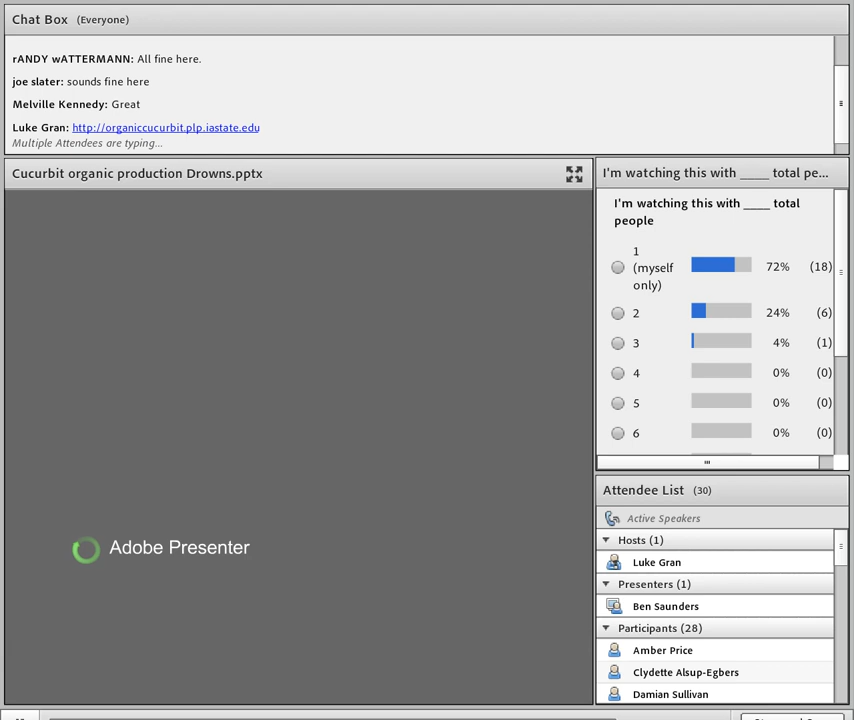 Chat Box (Everyone)
rANDY wATTERMANN: All fine here.
joe slater: sounds fine here
Melville Kennedy: Great
Luke Gran: http://organiccucurbit.plp.iastate.edu
Multiple Attendees are typing...
Cucurbit organic production Drowns.pptx
Adobe Presenter
I'm watching this with ____ total pe...
I'm watching this with ____ total
people
1
(myself
only) 72% (18)
2 24% (6)
3 4% (1)
4 0% (0)
5 0% (0)
6 0% (0)
Attendee List (30)
Active Speakers
Hosts (1)
Luke Gran
Presenters (1)
Ben Saunders
Participants (28)
Amber Price
Clydette Alsup-Egbers
Damian Sullivan